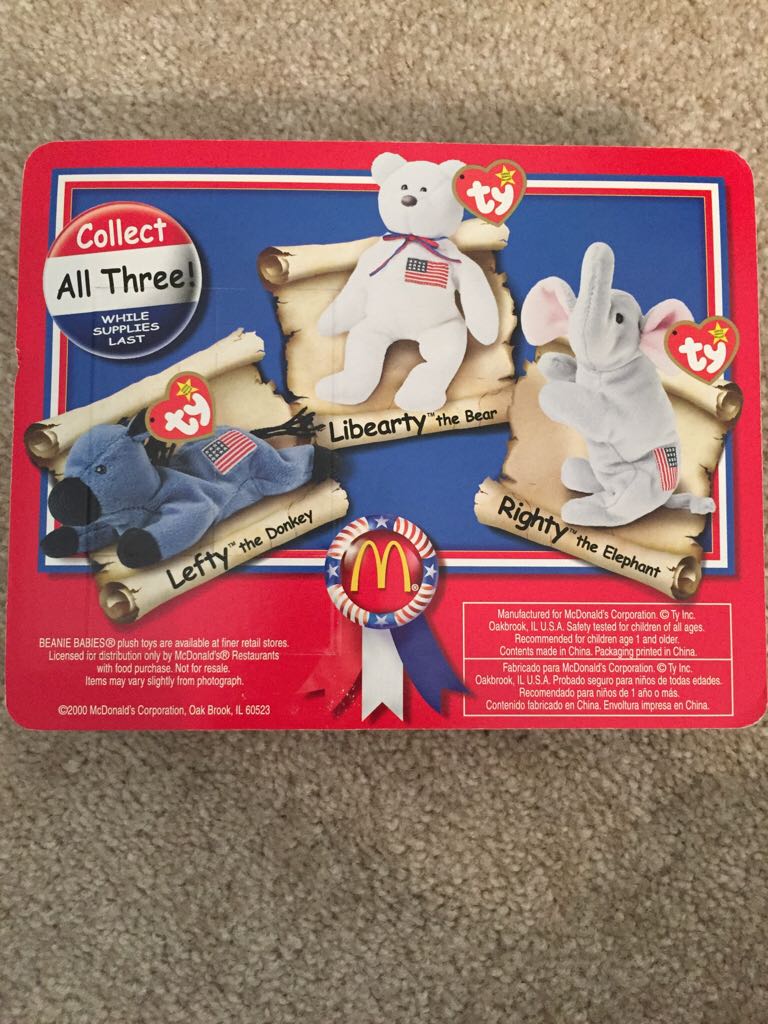 Collect
All Three!
WHILE
SUPPLIES
LAST
ty
ty
ty
Libearty™ the Bear
Lefty™ the Donkey
Righty™ the Elephant
M®
BEANIE BABIES® plush toys are available at finer retail stores.
Licensed for distribution only by McDonald's® Restaurants
with food purchase. Not for resale.
Items may vary slightly from photograph.
©2000 McDonald's Corporation, Oak Brook, IL 60523
Manufactured for McDonald's Corporation. © Ty Inc.
Oakbrook, IL U.S.A. Safety tested for children of all ages.
Recommended for children age 1 and older.
Contents made in China. Packaging printed in China.
Fabricado para McDonald's Corporation. © Ty Inc.
Oakbrook, IL U.S.A. Probado seguro para niños de todas edades.
Recomendado para niños de 1 año o más.
Contenido fabricado en China. Envoltura impresa en China.